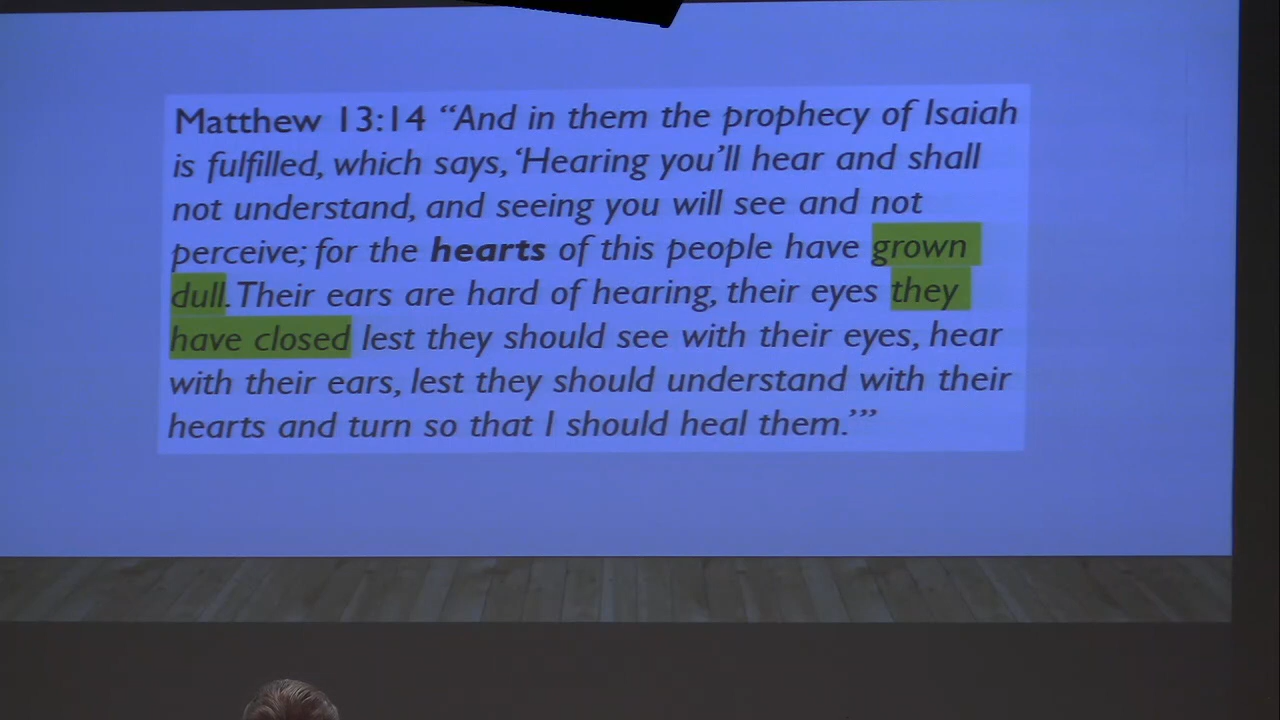 Matthew 13:14 “And in them the prophecy of Isaiah
is fulfilled, which says, ‘Hearing you’ll hear and shall
not understand, and seeing you will see and not
perceive; for the hearts of this people have grown
dull. Their ears are hard of hearing, their eyes they
have closed lest they should see with their eyes, hear
with their ears, lest they should understand with their
hearts and turn so that I should heal them.’”